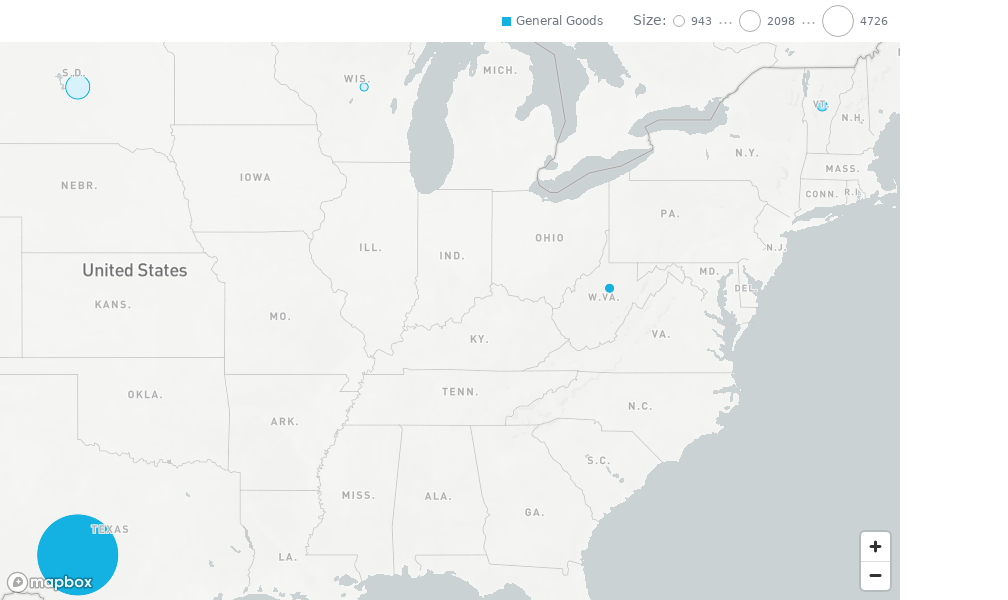 General Goods Size: 943 ... 2098 ... 4726
S.D. WIS. MICH. VT. N.H.
NEBR. IOWA N.Y. MASS.
CONN. R.I.
ILL. IND. OHIO PA. N.J.
United States MD. DEL.
KANS. MO. W.VA.
KY. VA.
OKLA. ARK. TENN. N.C.
S.C.
MISS. ALA. GA.
TEXAS
LA.
mapbox
+
−